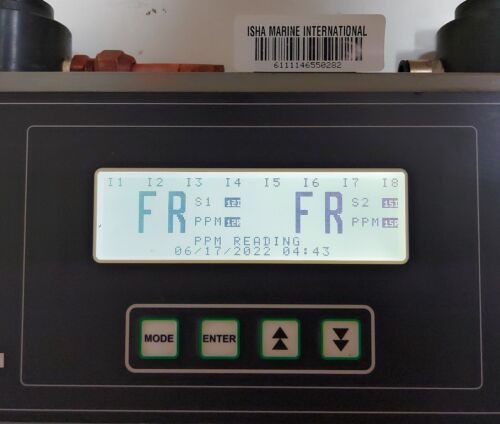 ISHA MARINE INTERNATIONAL
6111146550282
I1 I2 I3 I4 I5 I6 I7 I8
FR S1 FR S2
PPM PPM
PPM READING
06/17/2022 04:43
MODE ENTER